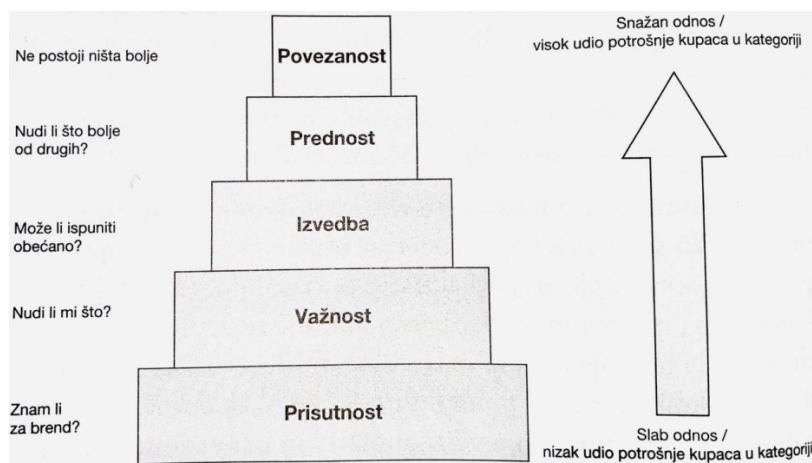 Snažan odnos /
visok udio potrošnje kupaca u kategoriji
Ne postoji ništa bolje
Povezanost
Nudi li što bolje
od drugih?
Prednost
Može li ispuniti
obećano?
Izvedba
Nudi li mi što?
Važnost
Znam li
za brend?
Prisutnost
Slab odnos /
nizak udio potrošnje kupaca u kategoriji